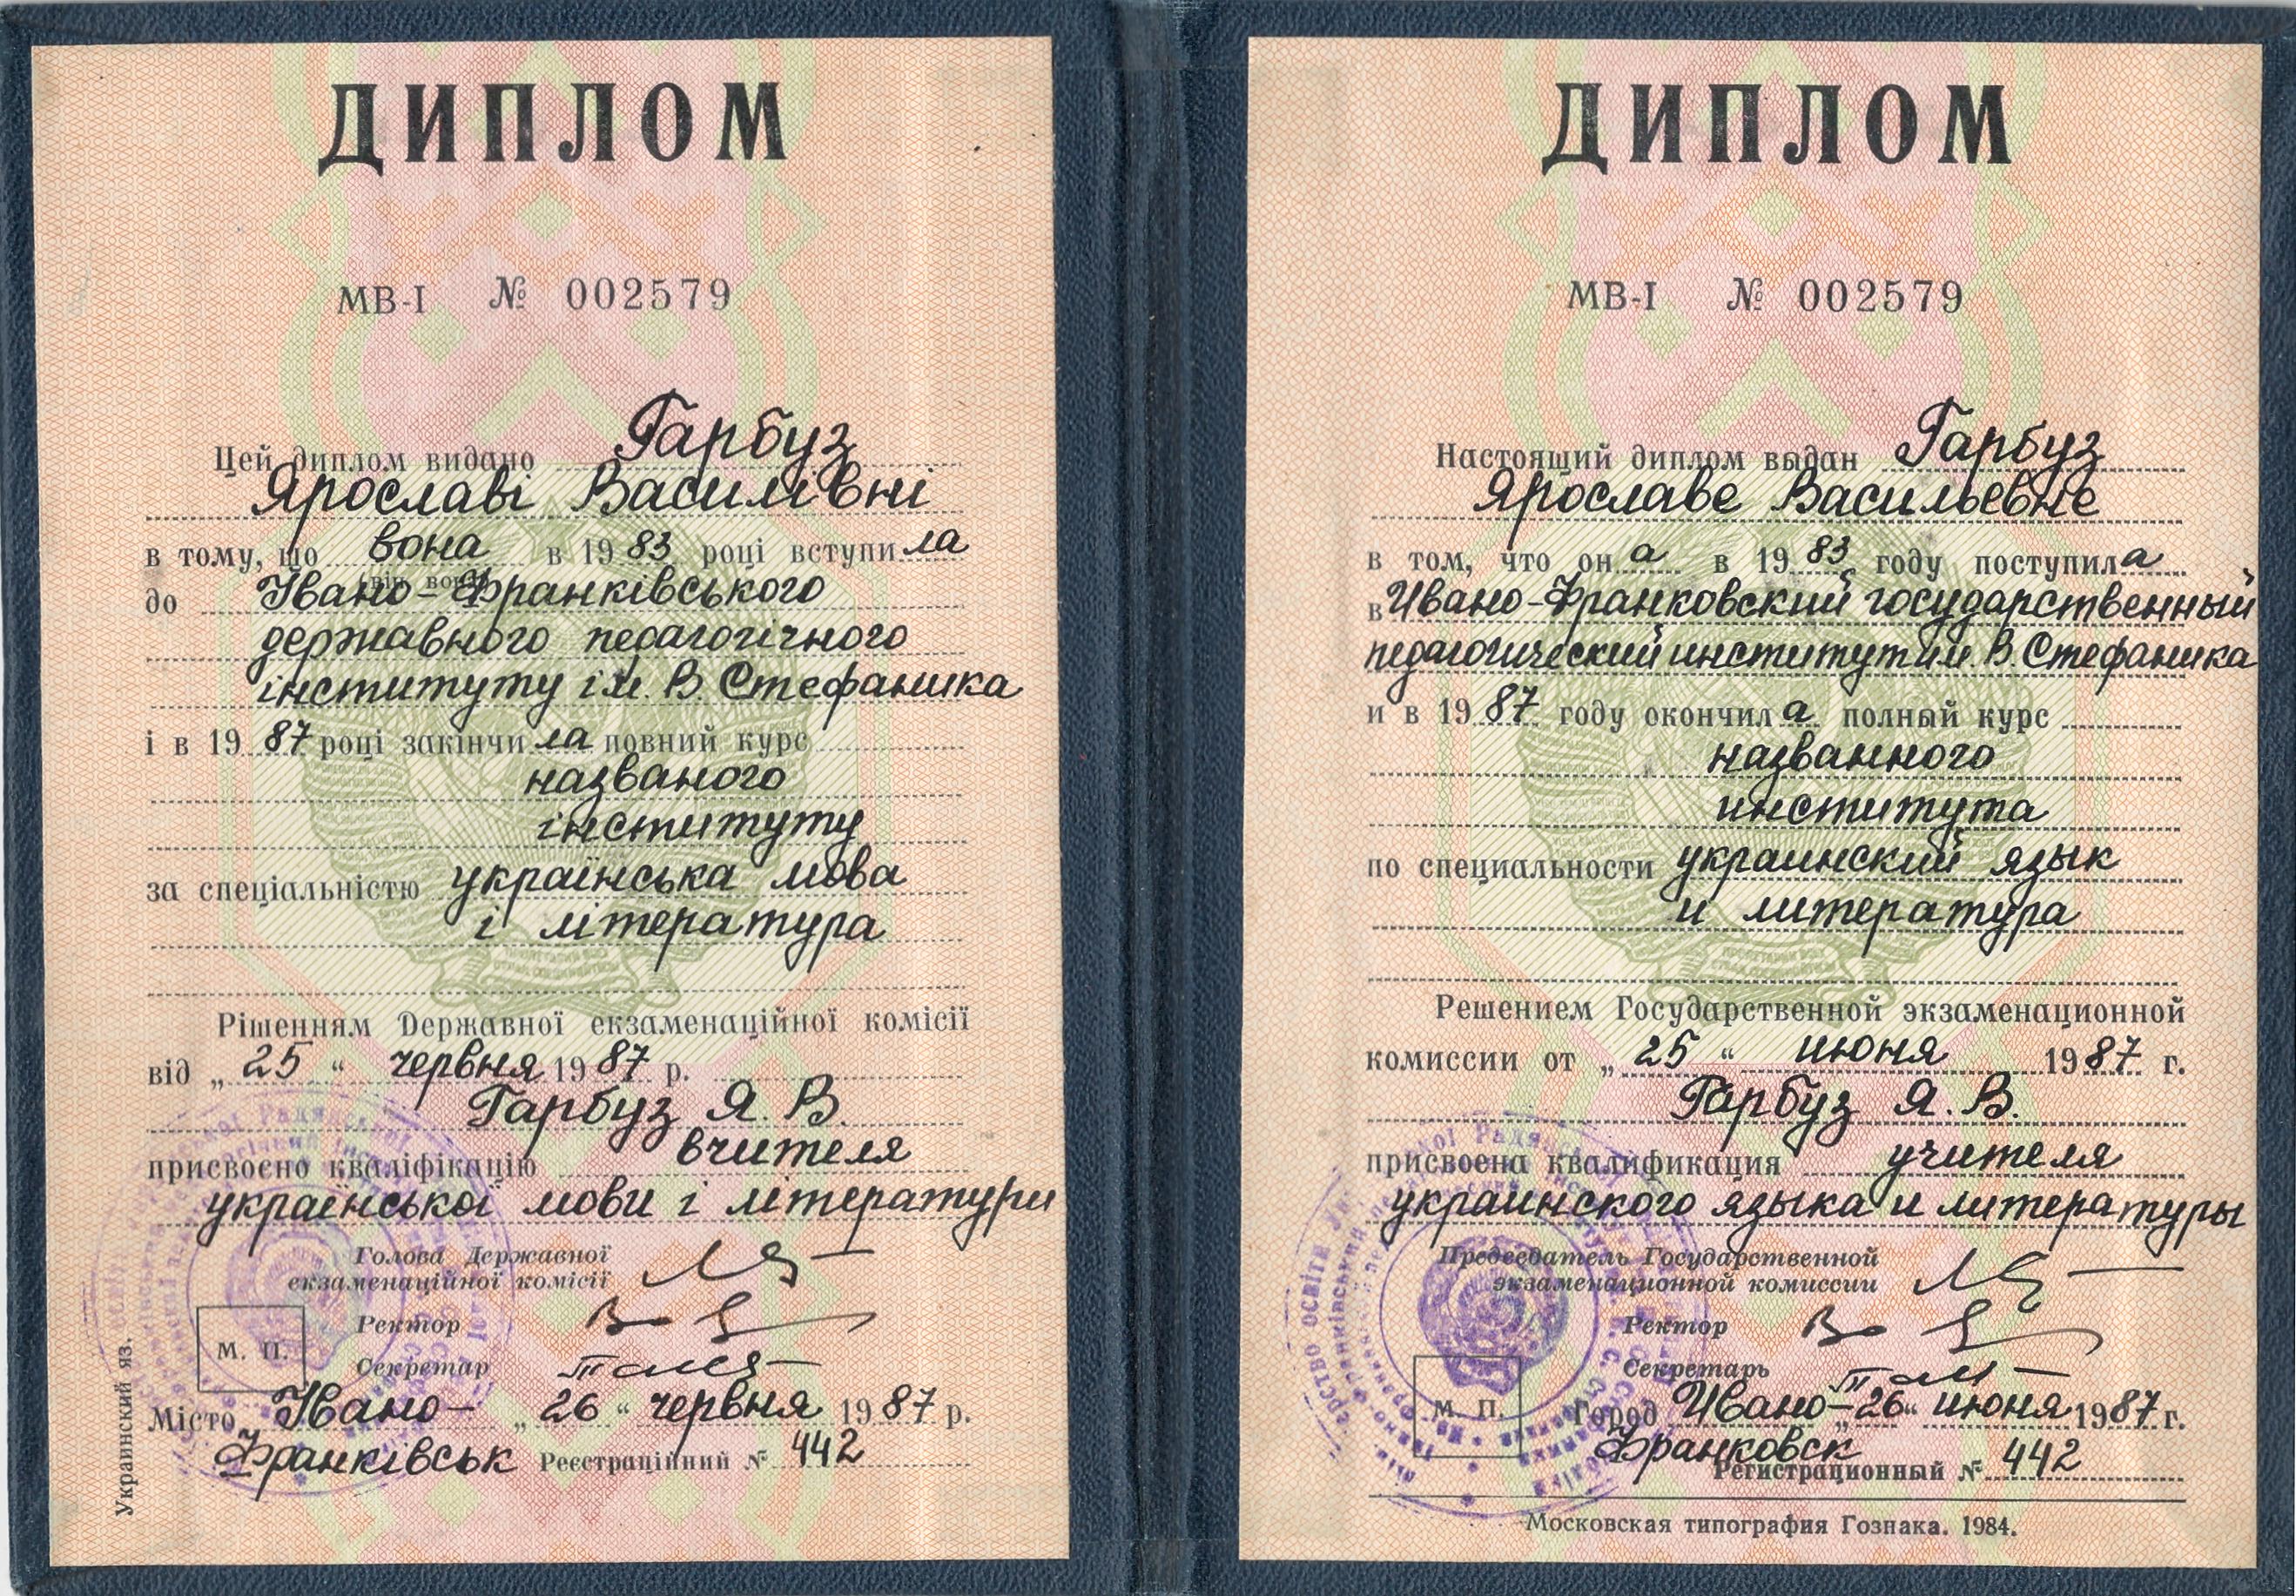 ДИПЛОМ
МВ-I № 002579
Цей диплом видано Гарбуз
Ярославі Василівні
в тому, що вона в 1983 році вступила
до Івано-Франківського
державного педагогічного
інституту ім. В. Стефаника
і в 1987 році закінчила повний курс
названого
інституту
за спеціальністю українська мова
і література
Рішенням Державної екзаменаційної комісії
від „25“ червня 1987 р.
Гарбуз Я. В.
присвоєно кваліфікацію вчителя
української мови і літератури
Голова Державної
екзаменаційної комісії
Ректор
М. П.
Секретар
Місто Івано- „26“ червня 1987 р.
Франківськ Реєстраційний № 442
Украинский яз.
ДИПЛОМ
МВ-I № 002579
Настоящий диплом выдан Гарбуз
Ярославе Васильевне
в том, что она в 1983 году поступила
в Ивано-Франковский государственный
педагогический институт им. В. Стефаника
и в 1987 году окончила полный курс
названного
института
по специальности украинский язык
и литература
Решением Государственной экзаменационной
комиссии от „25“ июня 1987 г.
Гарбуз Я. В.
присвоена квалификация учителя
украинского языка и литературы
Председатель Государственной
экзаменационной комиссии
Ректор
Секретарь
М. П.
Город Ивано- „26“ июня 1987 г.
Франковск
Регистрационный № 442
Московская типография Гознака. 1984.